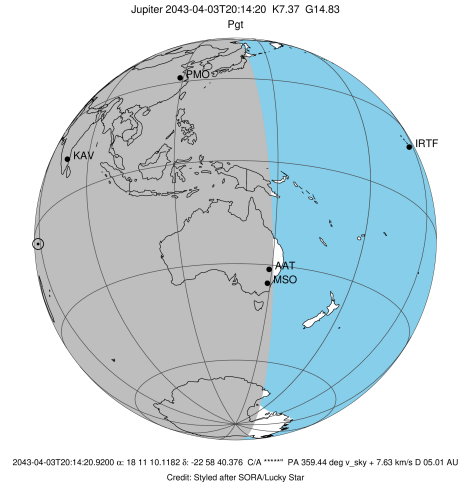 Jupiter 2043-04-03T20:14:20 K7.37 G14.83
Pgt
PMO
IRTF
KAV
AAT
MSO
2043-04-03T20:14:20.9200 α: 18 11 10.1182 δ: -22 58 40.376 C/A *****" PA 359.44 deg v_sky + 7.63 km/s D 05.01 AU
Credit: Styled after SORA/Lucky Star